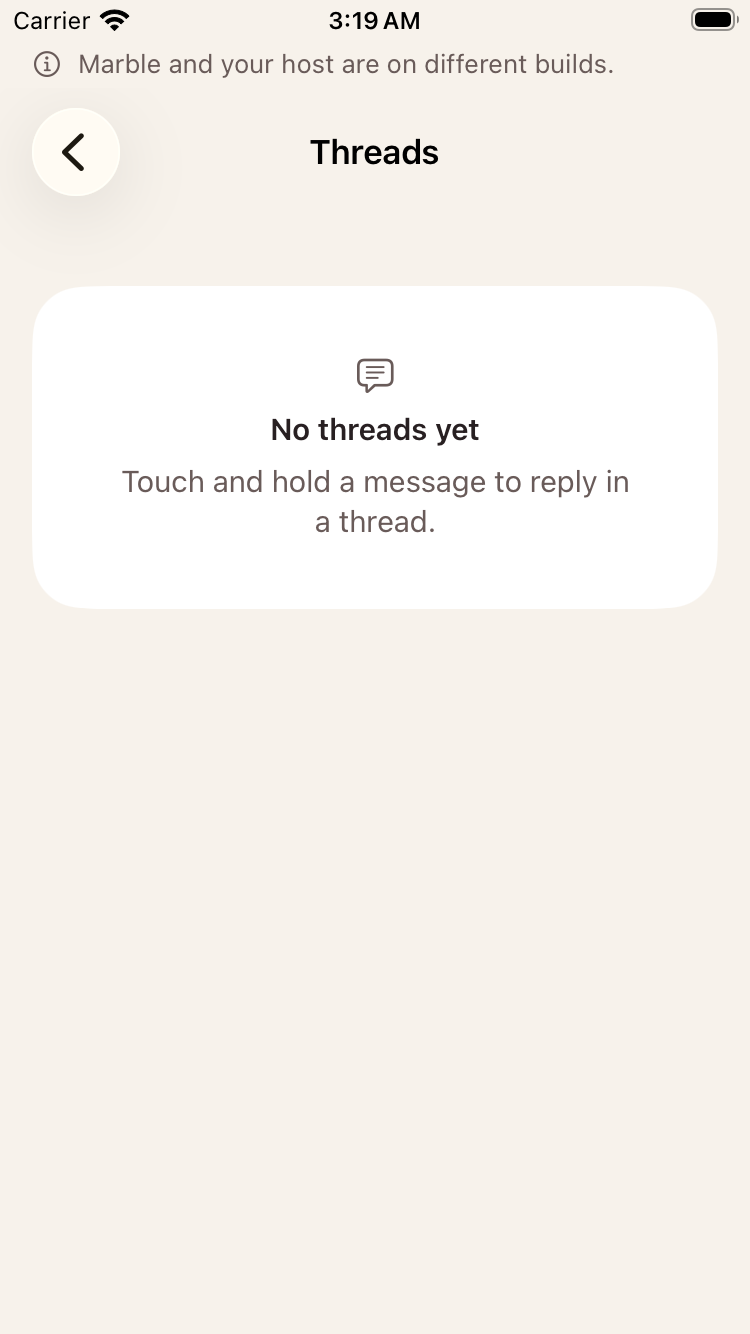 Carrier 3:19 AM
Marble and your host are on different builds.
Threads
No threads yet
Touch and hold a message to reply in
a thread.